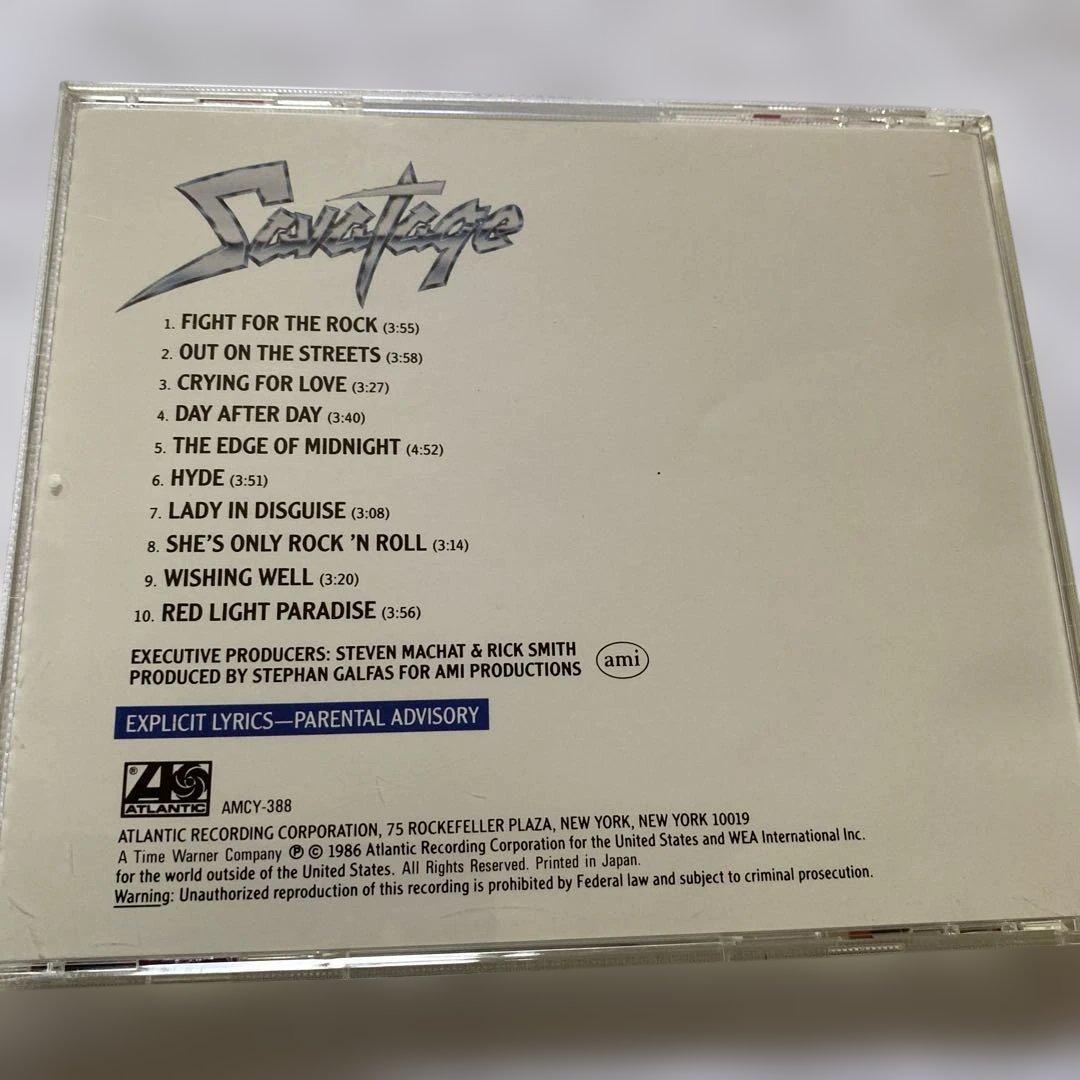 Savatage
1. FIGHT FOR THE ROCK (3:55)
2. OUT ON THE STREETS (3:58)
3. CRYING FOR LOVE (3:27)
4. DAY AFTER DAY (3:40)
5. THE EDGE OF MIDNIGHT (4:52)
6. HYDE (3:51)
7. LADY IN DISGUISE (3:08)
8. SHE'S ONLY ROCK 'N ROLL (3:14)
9. WISHING WELL (3:20)
10. RED LIGHT PARADISE (3:56)
EXECUTIVE PRODUCERS: STEVEN MACHAT & RICK SMITH
PRODUCED BY STEPHAN GALFAS FOR AMI PRODUCTIONS
ami
EXPLICIT LYRICS—PARENTAL ADVISORY
®
ATLANTIC
AMCY-388
ATLANTIC RECORDING CORPORATION, 75 ROCKEFELLER PLAZA, NEW YORK, NEW YORK 10019
A Time Warner Company ℗ © 1986 Atlantic Recording Corporation for the United States and WEA International Inc.
for the world outside of the United States. All Rights Reserved. Printed in Japan.
Warning: Unauthorized reproduction of this recording is prohibited by Federal law and subject to criminal prosecution.